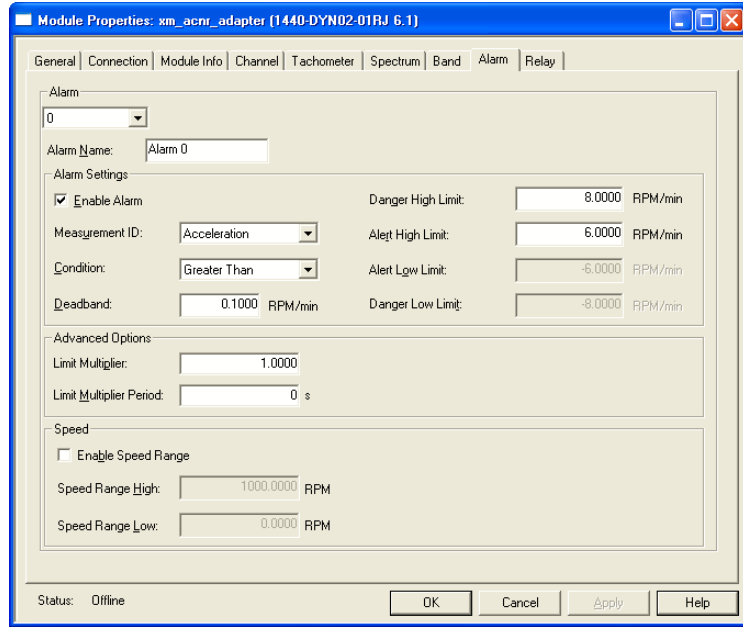 Module Properties: xm_acnr_adapter (1440-DYN02-01RJ 6.1)
General Connection Module Info Channel Tachometer Spectrum Band Alarm Relay
Alarm
0
Alarm Name: Alarm 0
Alarm Settings
Enable Alarm
Danger High Limit: 8.0000 RPM/min
Measurement ID: Acceleration
Alert High Limit: 6.0000 RPM/min
Condition: Greater Than
Alert Low Limit: -6.0000 RPM/min
Deadband: 0.1000 RPM/min
Danger Low Limit: -8.0000 RPM/min
Advanced Options
Limit Multiplier: 1.0000
Limit Multiplier Period: 0 s
Speed
Enable Speed Range
Speed Range High: 1000.0000 RPM
Speed Range Low: 0.0000 RPM
Status: Offline
OK Cancel Apply Help